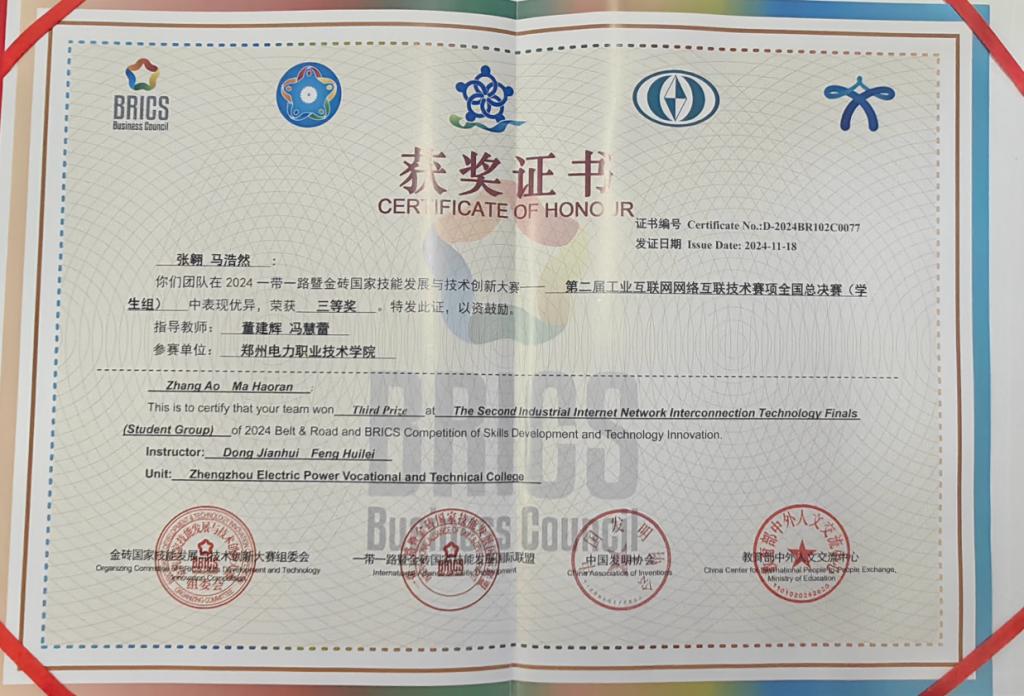 BRICS
Business Council
获奖证书
CERTIFICATE OF HONOUR
证书编号 Certificate No.:D-2024BR102C0077
发证日期 Issue Date: 2024-11-18
张翱 马浩然 :
你们团队在 2024 一带一路暨金砖国家技能发展与技术创新大赛—— 第二届工业互联网网络互联技术赛项全国总决赛（学
生组） 中表现优异，荣获 三等奖 。特发此证，以资鼓励。
指导教师： 董建辉 冯慧蕾
参赛单位： 郑州电力职业技术学院
Zhang Ao Ma Haoran :
This is to certify that your team won Third Prize at The Second Industrial Internet Network Interconnection Technology Finals
(Student Group) of 2024 Belt & Road and BRICS Competition of Skills Development and Technology Innovation.
Instructor: Dong Jianhui Feng Huilei
Unit: Zhengzhou Electric Power Vocational and Technical College
BRICS
Business Council
金砖国家技能发展与技术创新大赛组委会
Organizing Committee of BRICS Skills Development and Technology
Innovation Competition
一带一路暨金砖国家技能发展国际联盟
International Development
中国发明协会
China Association of Inventions
教育部中外人文交流中心
China Center for International People to People Exchange,
Ministry of Education